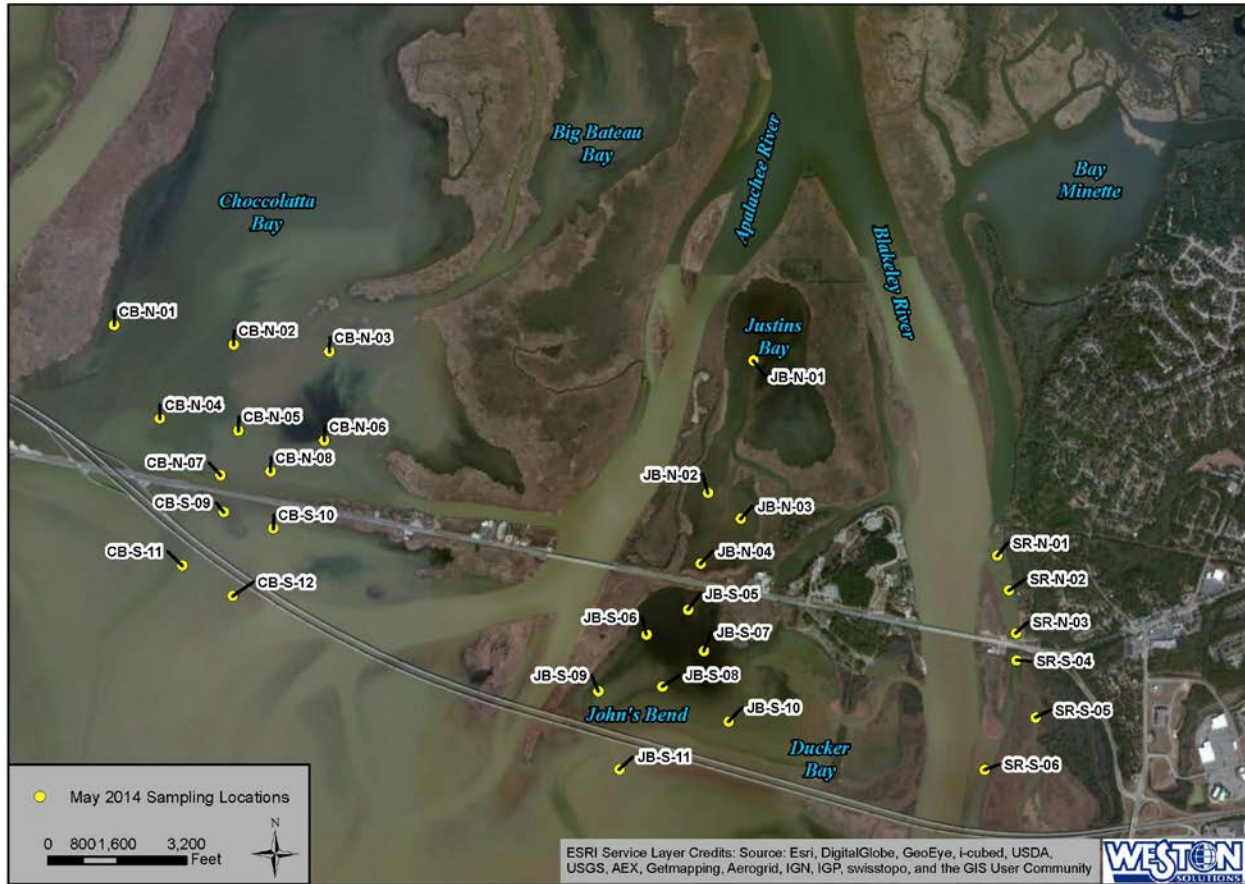 Big Bateau
Bay
Choccolatta
Bay
Apalachee River
Blakeley River
Bay
Minette
Justins
Bay
CB-N-01
CB-N-02
CB-N-03
JB-N-01
CB-N-04
CB-N-05
CB-N-06
CB-N-07
CB-N-08
JB-N-02
JB-N-03
CB-S-09
CB-S-10
CB-S-11
CB-S-12
JB-N-04
SR-N-01
SR-N-02
JB-S-05
JB-S-06
JB-S-07
SR-N-03
SR-S-04
JB-S-09
JB-S-08
JB-S-10
SR-S-05
John's Bend
Ducker
Bay
JB-S-11
SR-S-06
May 2014 Sampling Locations
N
0 800 1,600 3,200
Feet
ESRI Service Layer Credits: Source: Esri, DigitalGlobe, GeoEye, i-cubed, USDA,
USGS, AEX, Getmapping, Aerogrid, IGN, IGP, swisstopo, and the GIS User Community
WESTON
SOLUTIONS